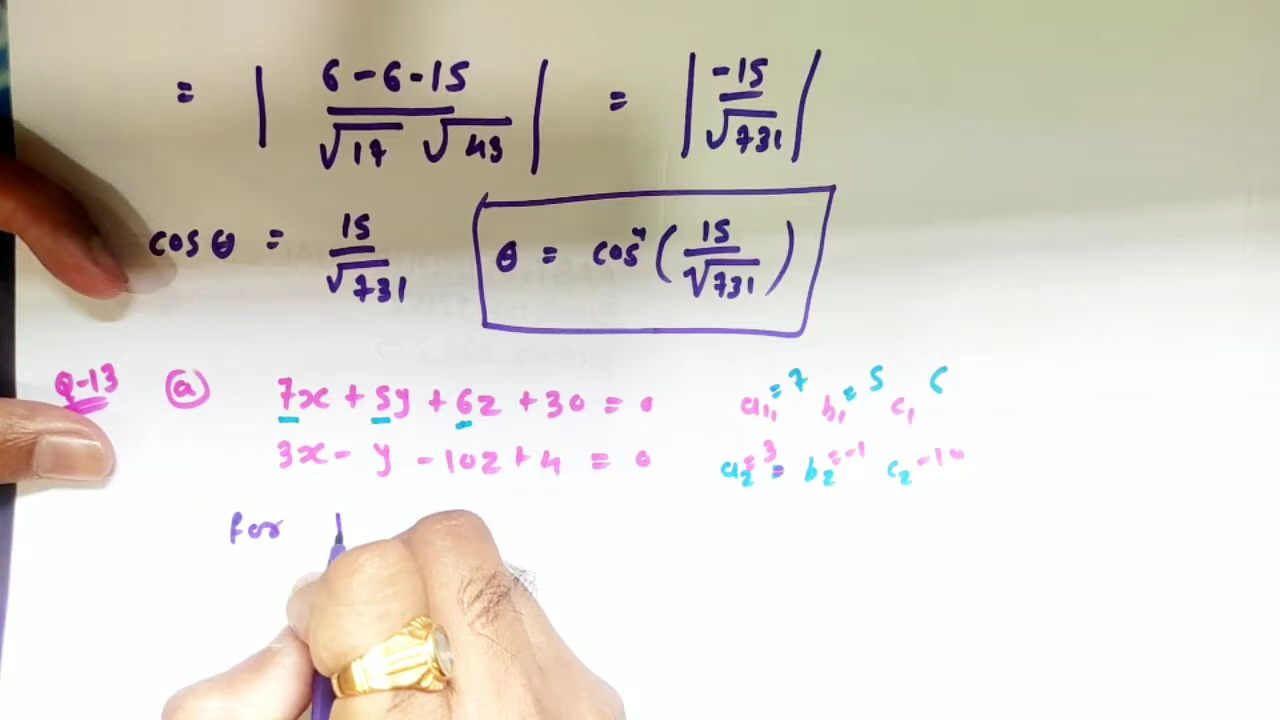 = | 6-6-15 / √17 √43 | = | -15 / √731 |
cosθ = 15 / √731 θ = cos⁻¹ ( 15 / √731 )
Q-13 (a) 7x + 5y + 6z + 30 = 0 a₁ = 7 b₁ = 5 c₁ 6
3x - y - 10z + 4 = 0 a₂ = 3 b₂ = -1 c₂ -10
for